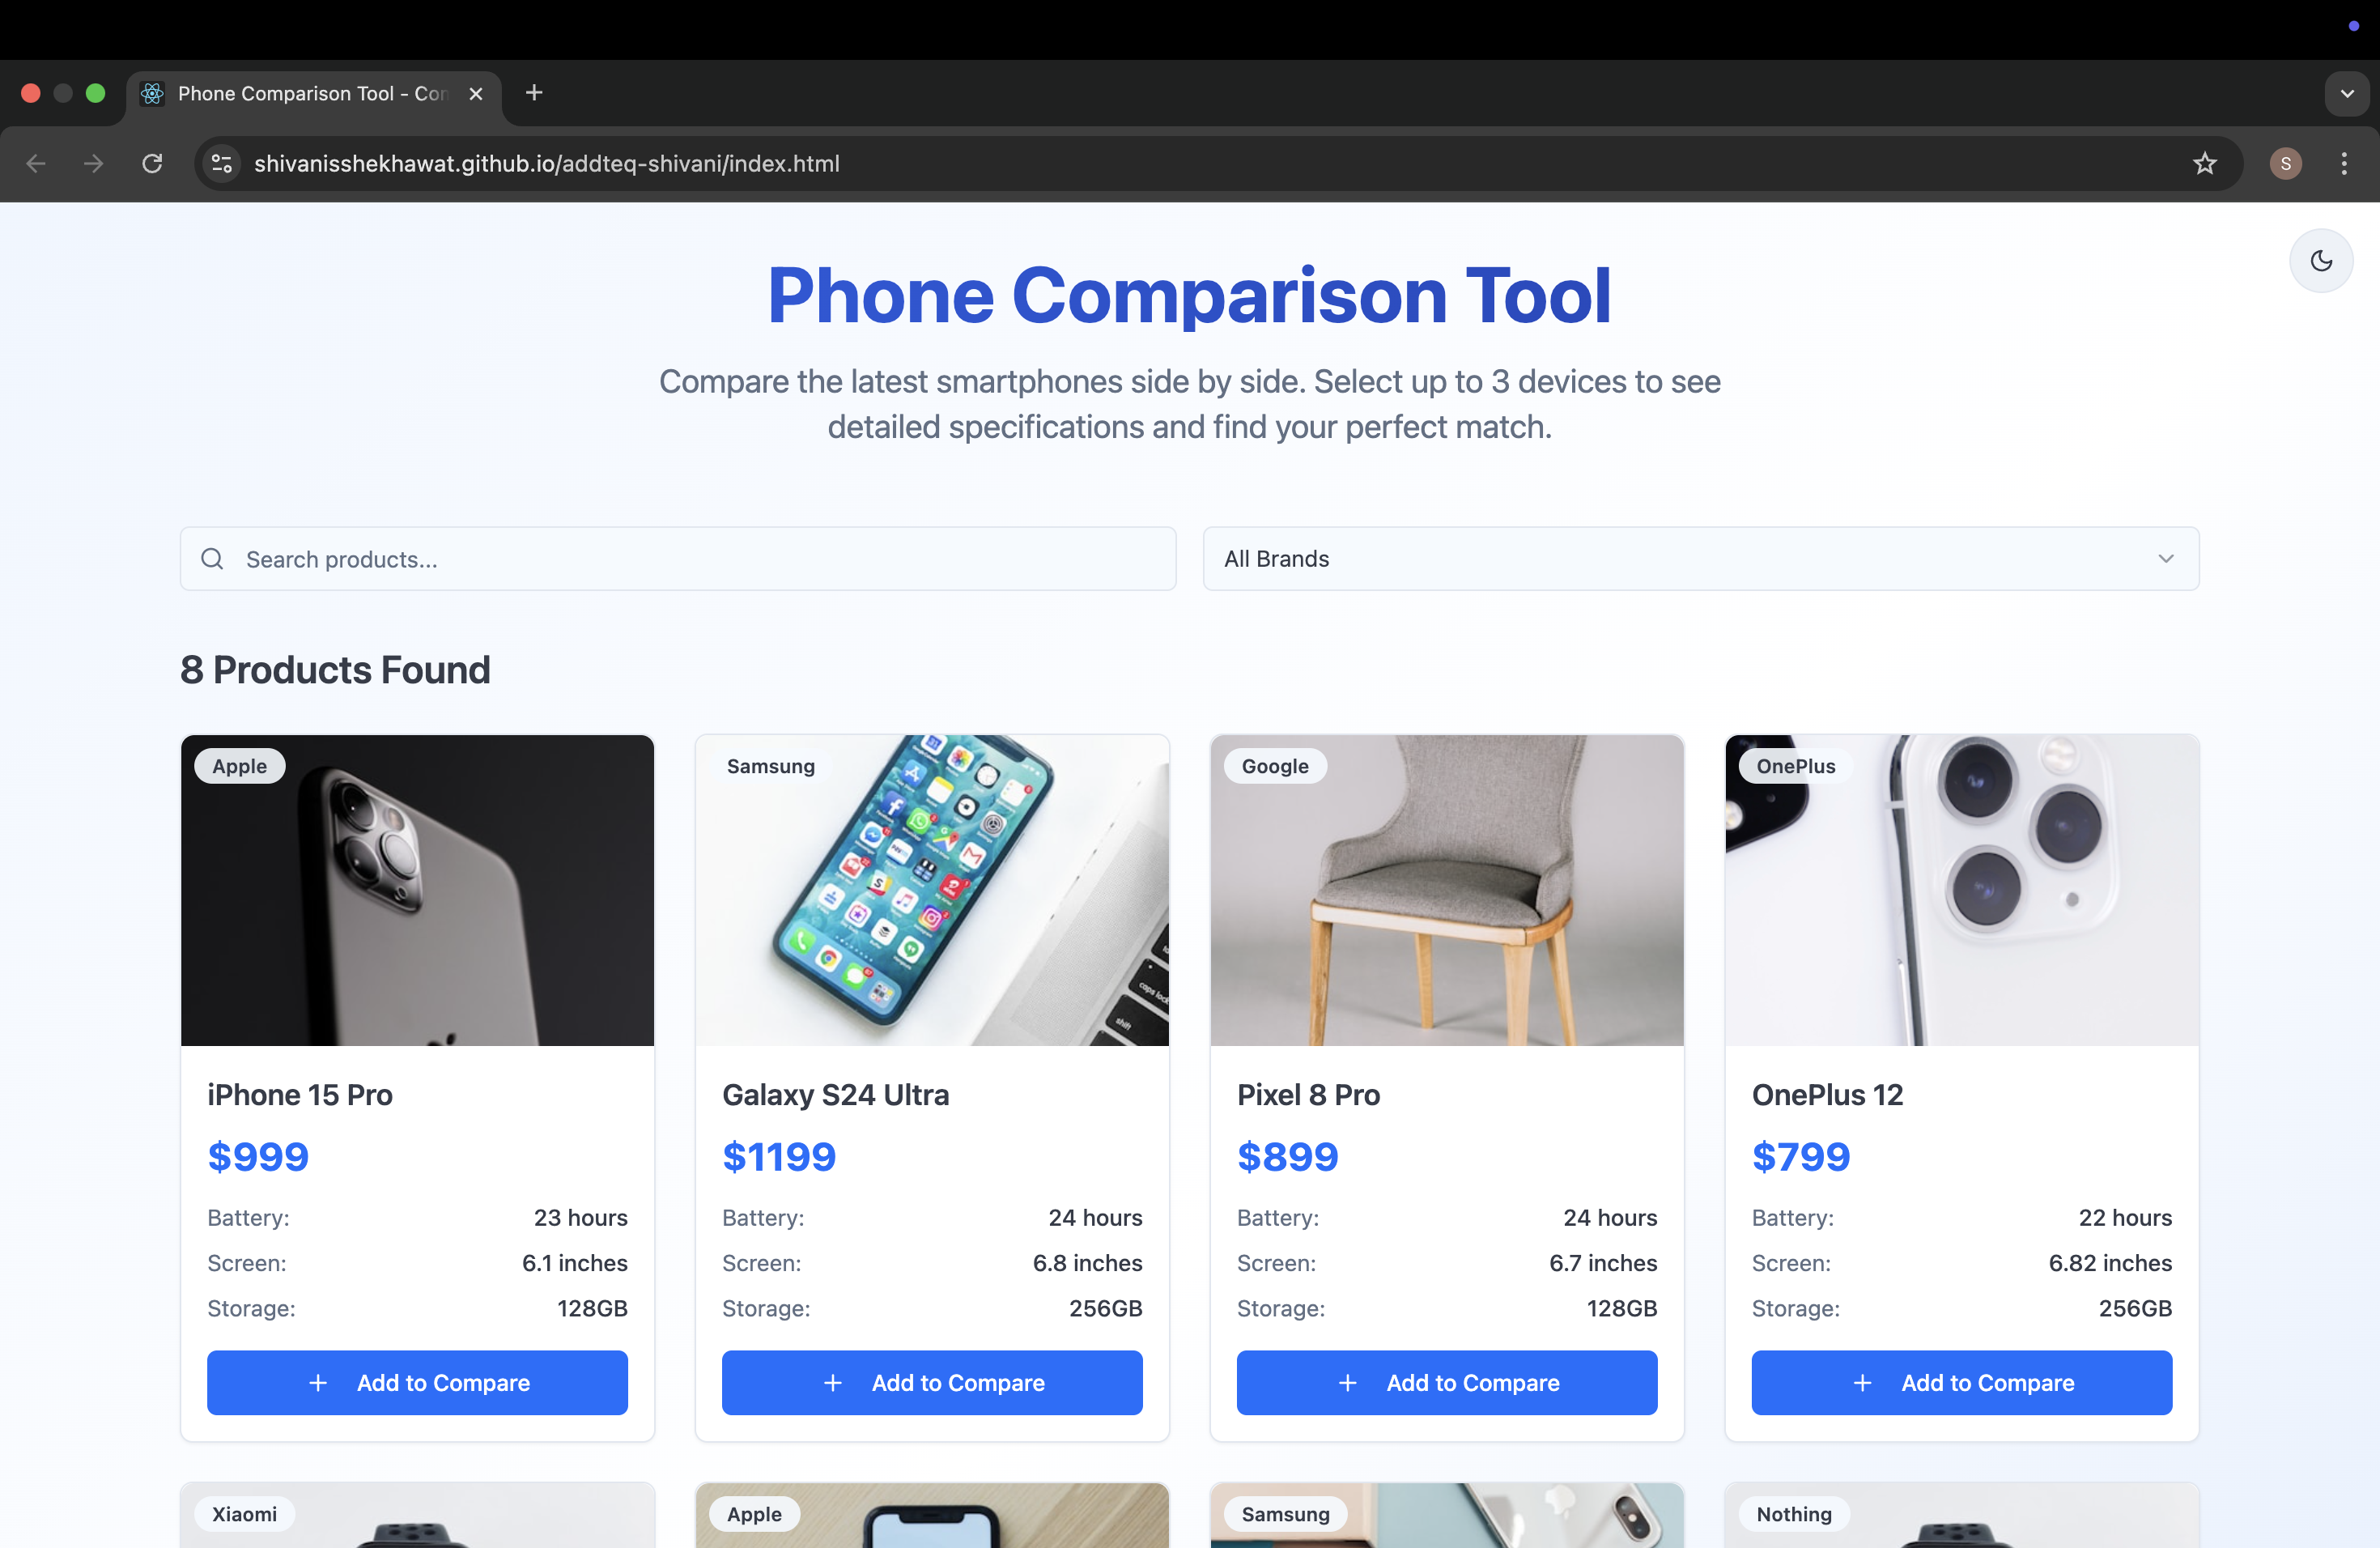 Phone Comparison Tool - Con
shivanisshekhawat.github.io/addteq-shivani/index.html
S
Phone Comparison Tool
Compare the latest smartphones side by side. Select up to 3 devices to see
detailed specifications and find your perfect match.
Search products...
All Brands
8 Products Found
Apple
iPhone 15 Pro
$999
Battery: 23 hours
Screen: 6.1 inches
Storage: 128GB
Add to Compare
Samsung
caps lock
shift
Galaxy S24 Ultra
$1199
Battery: 24 hours
Screen: 6.8 inches
Storage: 256GB
Add to Compare
Google
Pixel 8 Pro
$899
Battery: 24 hours
Screen: 6.7 inches
Storage: 128GB
Add to Compare
OnePlus
OnePlus 12
$799
Battery: 22 hours
Screen: 6.82 inches
Storage: 256GB
Add to Compare
Xiaomi
Apple
Samsung
Nothing